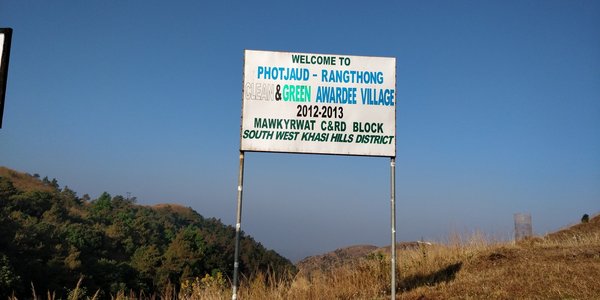 WELCOME TO
PHOTJAUD - RANGTHONG
CLEAN & GREEN AWARDEE VILLAGE
2012-2013
MAWKYRWAT C&RD BLOCK
SOUTH WEST KHASI HILLS DISTRICT